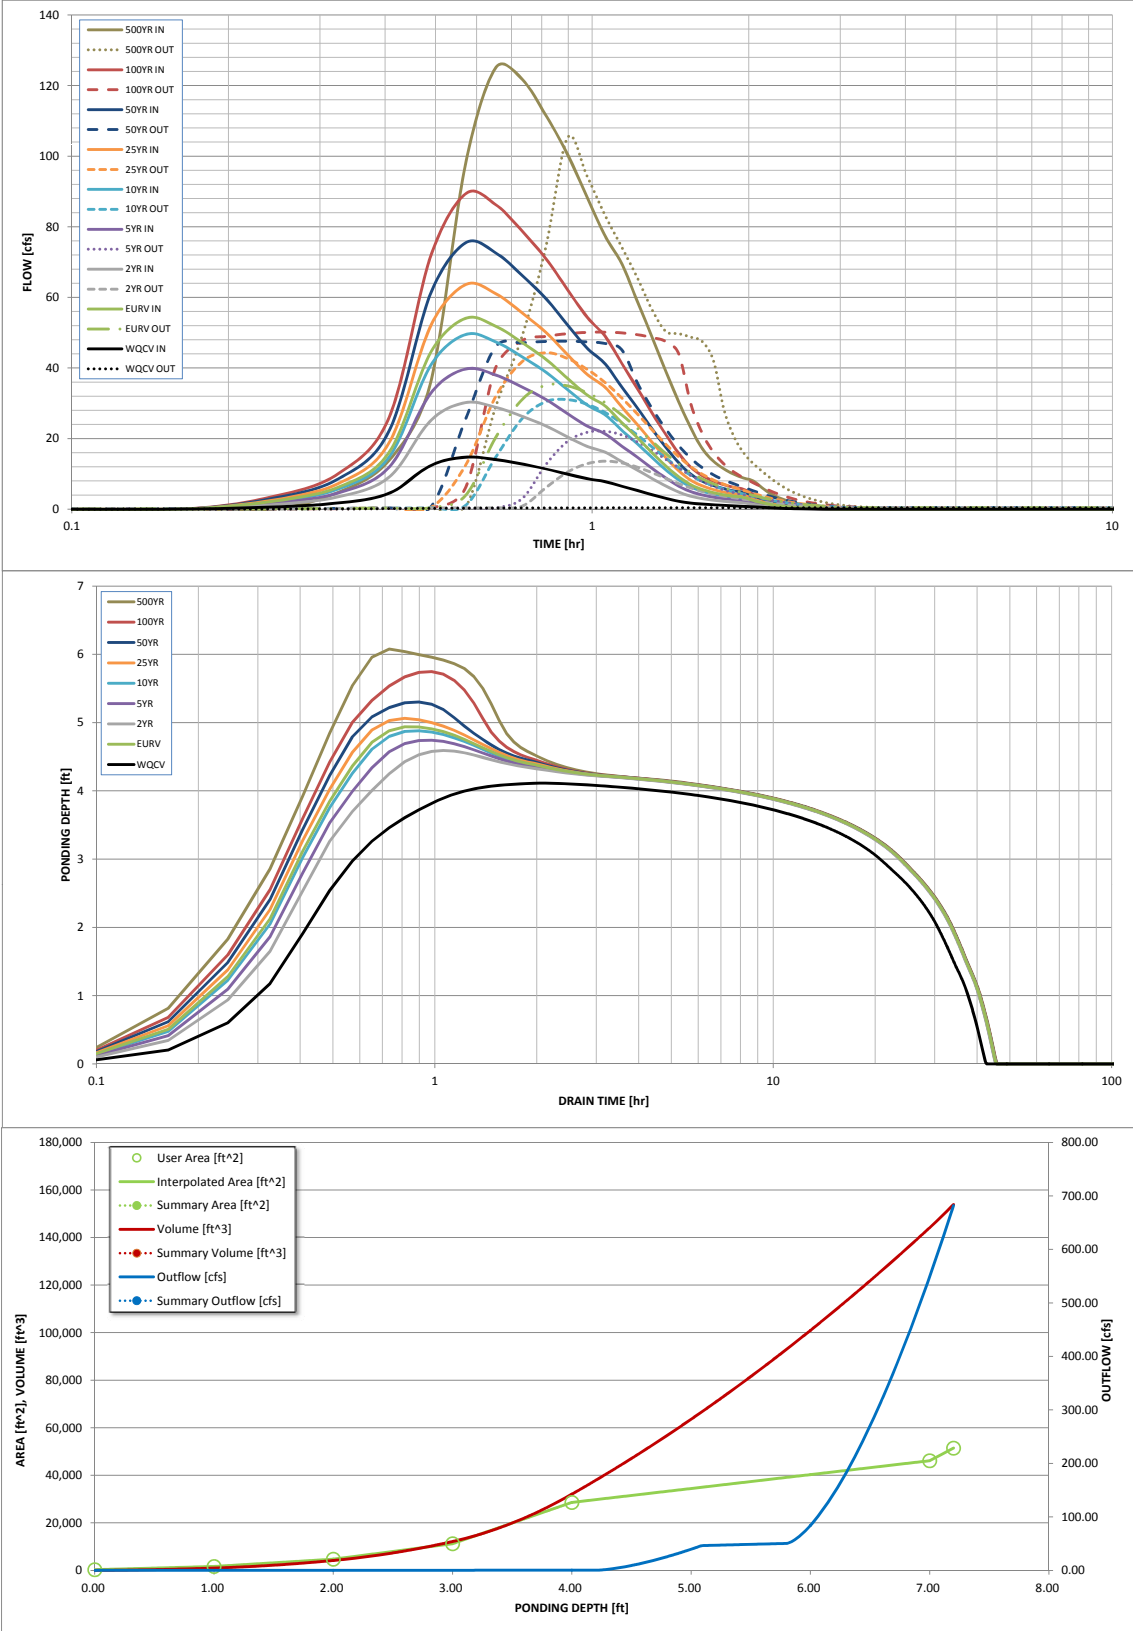 140
120
100
80
60
40
20
0
FLOW [cfs]
500YR IN
500YR OUT
100YR IN
100YR OUT
50YR IN
50YR OUT
25YR IN
25YR OUT
10YR IN
10YR OUT
5YR IN
5YR OUT
2YR IN
2YR OUT
EURV IN
EURV OUT
WQCV IN
WQCV OUT
0.1
1
10
TIME [hr]
7
6
5
4
3
2
1
0
PONDING DEPTH [ft]
500YR
100YR
50YR
25YR
10YR
5YR
2YR
EURV
WQCV
0.1
1
10
100
DRAIN TIME [hr]
180,000
160,000
140,000
120,000
100,000
80,000
60,000
40,000
20,000
0
AREA [ft^2], VOLUME [ft^3]
User Area [ft^2]
Interpolated Area [ft^2]
Summary Area [ft^2]
Volume [ft^3]
Summary Volume [ft^3]
Outflow [cfs]
Summary Outflow [cfs]
800.00
700.00
600.00
500.00
400.00
300.00
200.00
100.00
0.00
OUTFLOW [cfs]
0.00
1.00
2.00
3.00
4.00
5.00
6.00
7.00
8.00
PONDING DEPTH [ft]